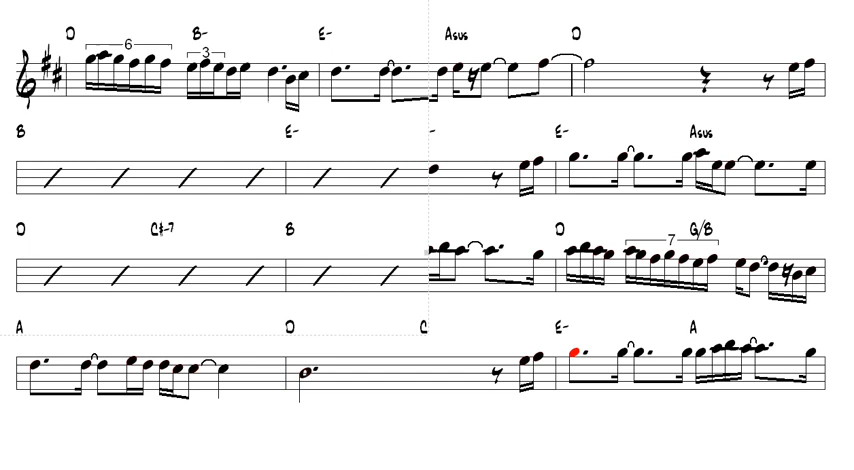 D B- E- Asus D
6 3
B E- - E- Asus
D C#-7 B D G/B
7
A D C E- A